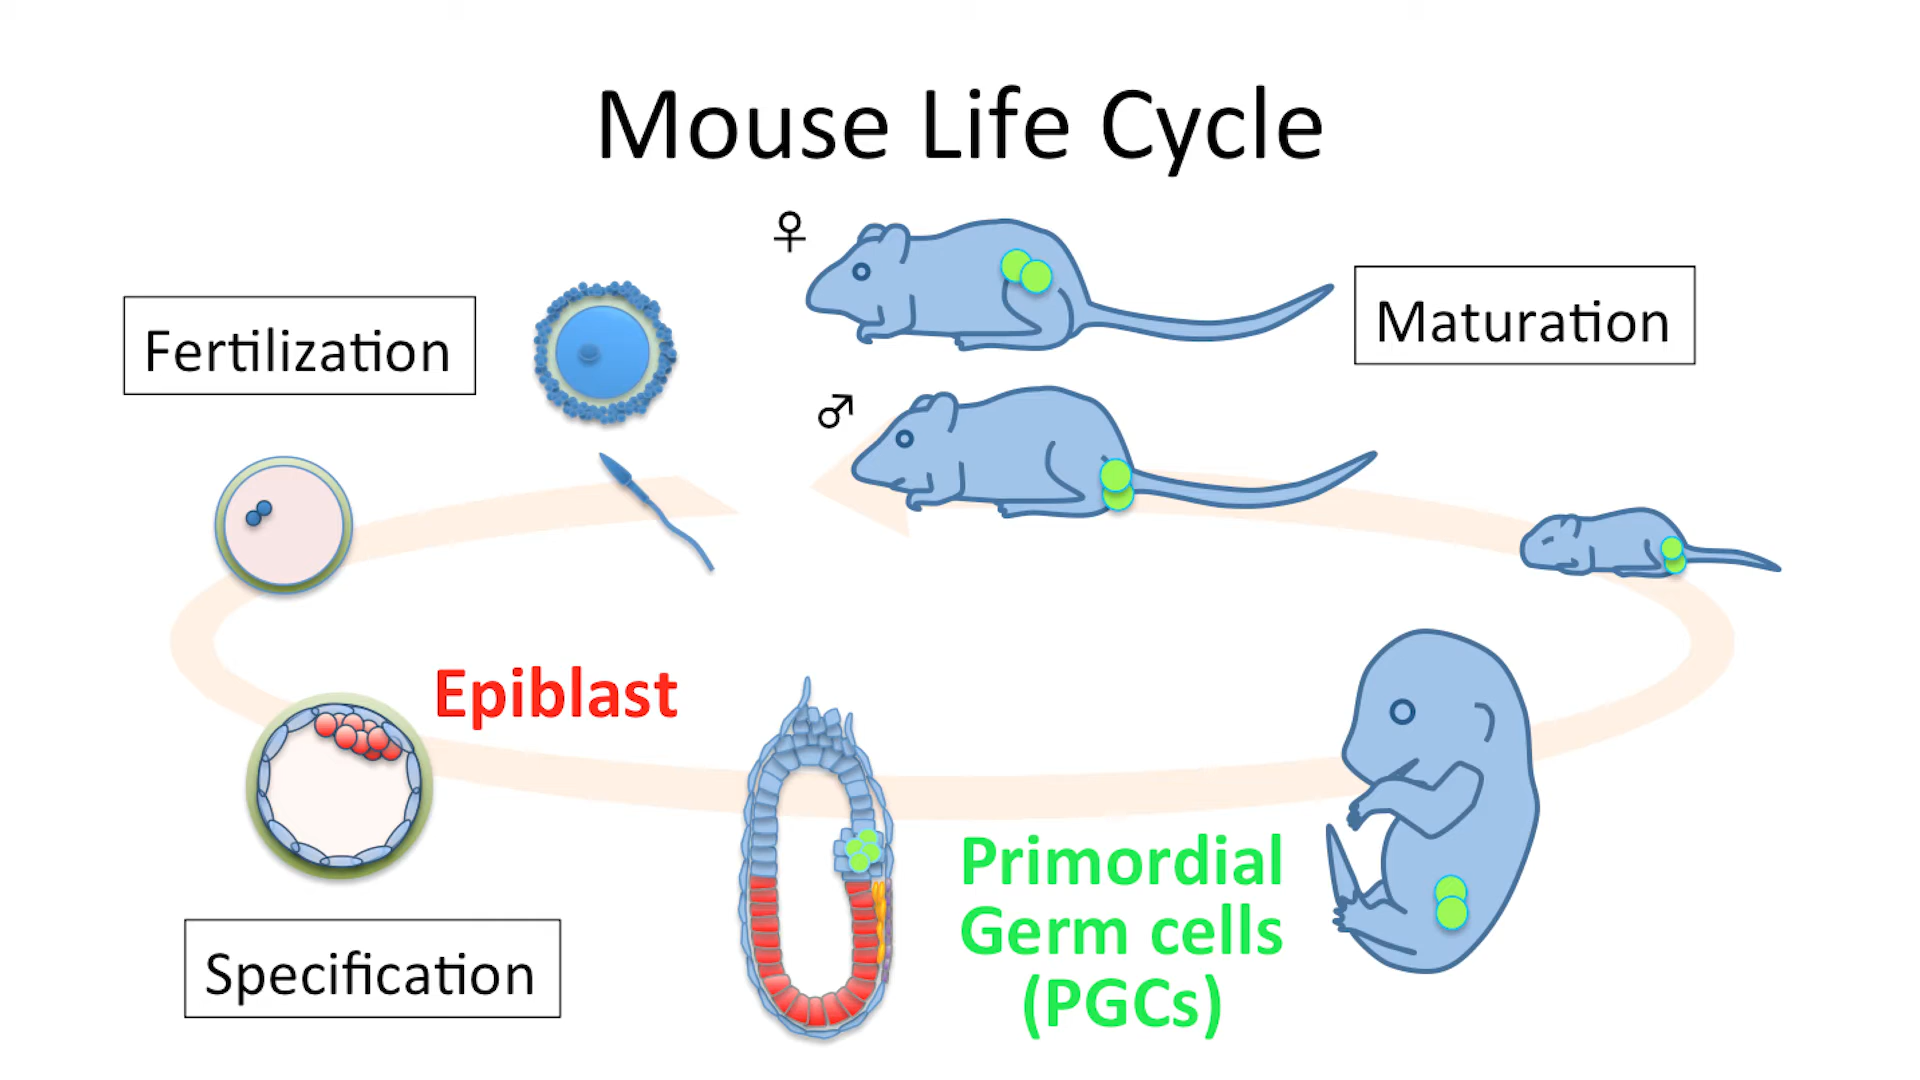 Mouse Life Cycle
♀
Fertilization
Maturation
♂
Epiblast
Primordial
Germ cells
(PGCs)
Specification